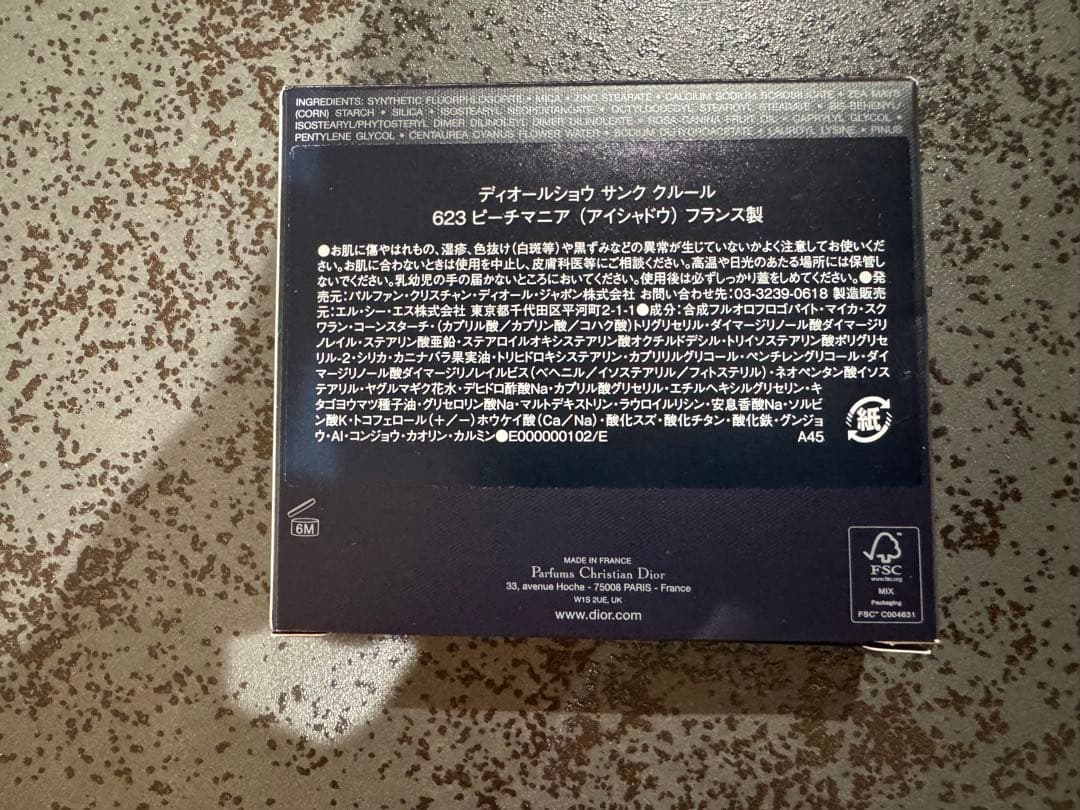 INGREDIENTS: SYNTHETIC FLUORPHLOGOPITE • MICA • ZINC STEARATE • CALCIUM SODIUM BOROSILICATE • ZEA MAYS
(CORN) STARCH • SILICA • ISOSTEARYL NEOPENTANOATE • OCTYLDODECYL STEAROYL STEARATE • BIS-BEHENYL/
ISOSTEARYL/PHYTOSTERYL DIMER DILINOLEYL DIMER DILINOLEATE • ROSA CANINA FRUIT • CAPRYLYL GLYCOL •
PENTYLENE GLYCOL • CENTAUREA CYANUS FLOWER WATER • SODIUM DEHYDROACETATE • LAUROYL LYSINE • PINUS
ディオールショウ サンク クルール
623 ピーチマニア (アイシャドウ) フランス製
●お肌に傷やはれもの、湿疹、色抜け(白斑等)や黒ずみなどの異常が生じていないかよく注意してお使いくだ
さい。お肌に合わないときは使用を中止し、皮膚科医等にご相談ください。高温や日光のあたる場所には保管し
ないでください。乳幼児の手の届かないところにおいてください。使用後は必ずしっかり蓋をしめてください。●発
売元:パルファン・クリスチャン・ディオール・ジャポン株式会社 お問い合わせ先:03-3239-0618 製造販売
元:エル・シー・エス株式会社 東京都千代田区平河町2-1-1●成分:合成フルオロフロゴパイト・マイカ・スク
ワラン・コーンスターチ・(カプリル酸/カプリン酸/コハク酸)トリグリセリル・ダイマージリノール酸ダイマージリ
ノレイル・ステアリン酸亜鉛・ステアロイルオキシステアリン酸オクチルドデシル・トリイソステアリン酸ポリグリセ
リル-2・シリカ・カニナバラ果実油・トリヒドロキシステアリン・カプリリルグリコール・ペンチレングリコール・ダイ
マージリノール酸ダイマージリノレイルビス(ベヘニル/イソステアリル/フィトステリル)・ネオペンタン酸イソス
テアリル・ヤグルマギク花水・デヒドロ酢酸Na・カプリル酸グリセリル・エチルヘキシルグリセリン・キ
タゴヨウマツ種子油・グリセロリン酸Na・マルトデキストリン・ラウロイルリシン・安息香酸Na・ソルビ
ン酸K・トコフェロール(+/−)ホウケイ酸(Ca/Na)・酸化スズ・酸化チタン・酸化鉄・グンジョ
ウ・Al・コンジョウ・カオリン・カルミン●E000000102/E A45
紙
6M
MADE IN FRANCE
Parfums Christian Dior
33, avenue Hoche - 75008 PARIS - France
W1S 2UE, UK
www.dior.com
FSC
www.fsc.org
MIX
Packaging
FSC™ C004631